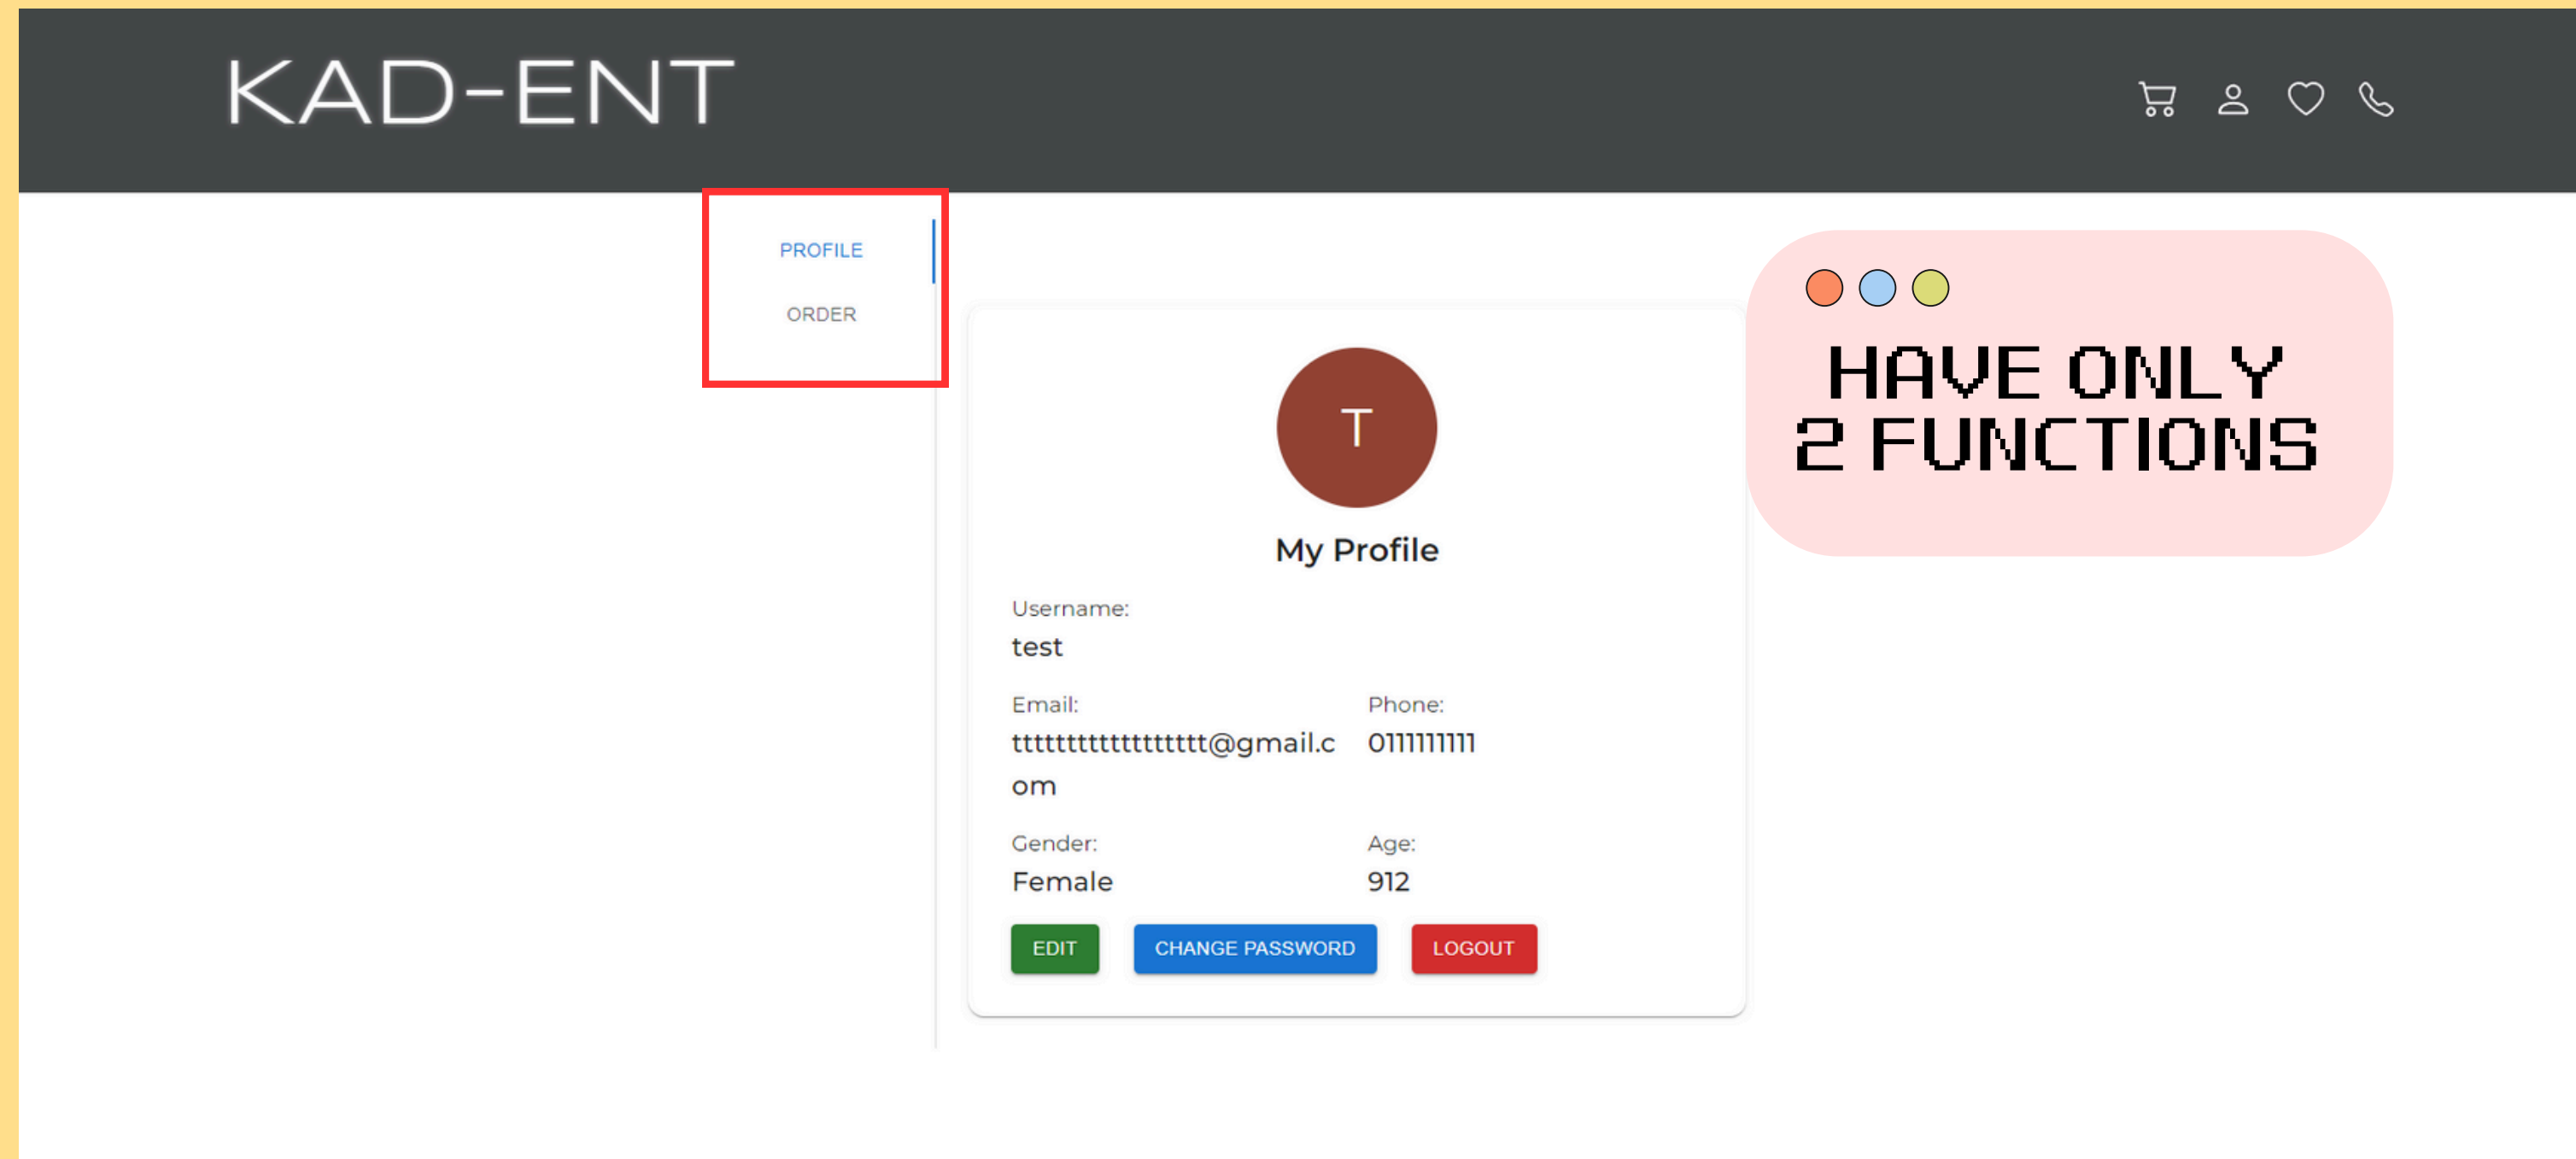 KAD-ENT
PROFILE
ORDER
HAVE ONLY
2 FUNCTIONS
T
My Profile
Username:
test
Email:
tttttttttttttttttt@gmail.c
om
Phone:
0111111111
Gender:
Female
Age:
912
EDIT
CHANGE PASSWORD
LOGOUT